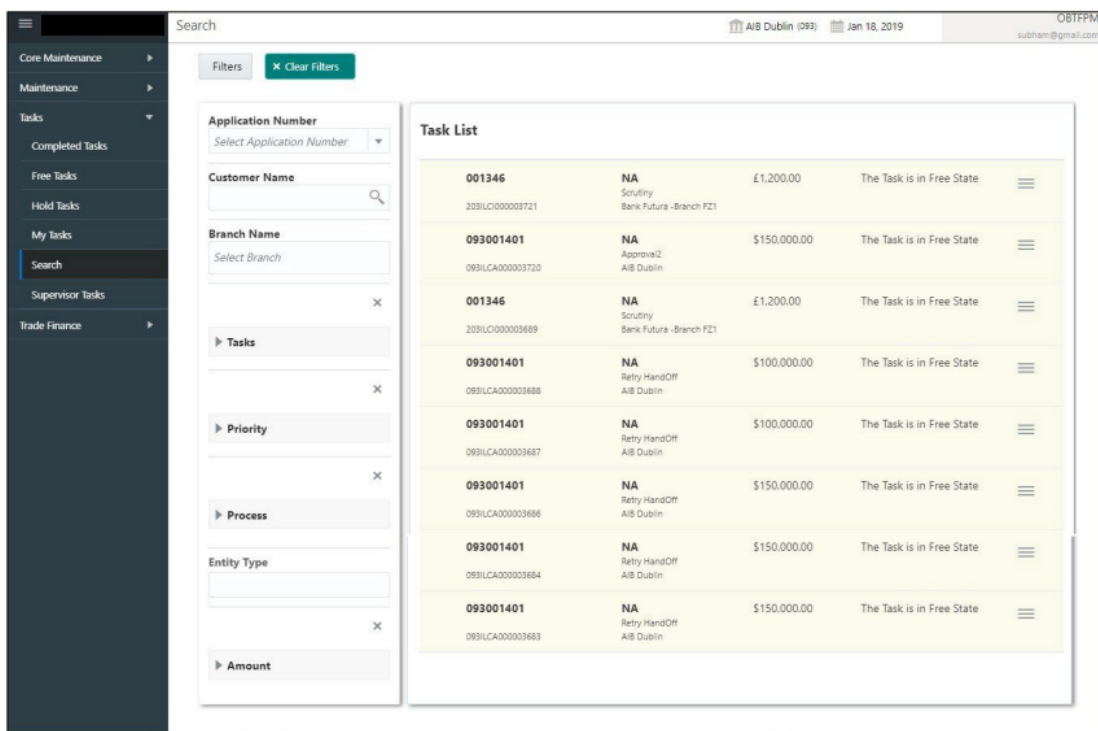 Search
AIB Dublin (093)
Jan 18, 2019
OBTFPM
subham@gmail.com
Core Maintenance
Maintenance
Tasks
Completed Tasks
Free Tasks
Hold Tasks
My Tasks
Search
Supervisor Tasks
Trade Finance
Filters
× Clear Filters
Application Number
Select Application Number
Customer Name
Branch Name
Select Branch
Tasks
Priority
Process
Entity Type
Amount
Task List
001346 NA £1,200.00 The Task is in Free State
Scrutiny
203ILCI000003721 Bank Futura -Branch FZ1
093001401 NA $150,000.00 The Task is in Free State
Approval2
093ILCA000003720 AIB Dublin
001346 NA £1,200.00 The Task is in Free State
Scrutiny
203ILCI000003689 Bank Futura -Branch FZ1
093001401 NA $100,000.00 The Task is in Free State
Retry HandOff
093ILCA000003688 AIB Dublin
093001401 NA $100,000.00 The Task is in Free State
Retry HandOff
093ILCA000003687 AIB Dublin
093001401 NA $150,000.00 The Task is in Free State
Retry HandOff
093ILCA000003686 AIB Dublin
093001401 NA $150,000.00 The Task is in Free State
Retry HandOff
093ILCA000003684 AIB Dublin
093001401 NA $150,000.00 The Task is in Free State
Retry HandOff
093ILCA000003683 AIB Dublin